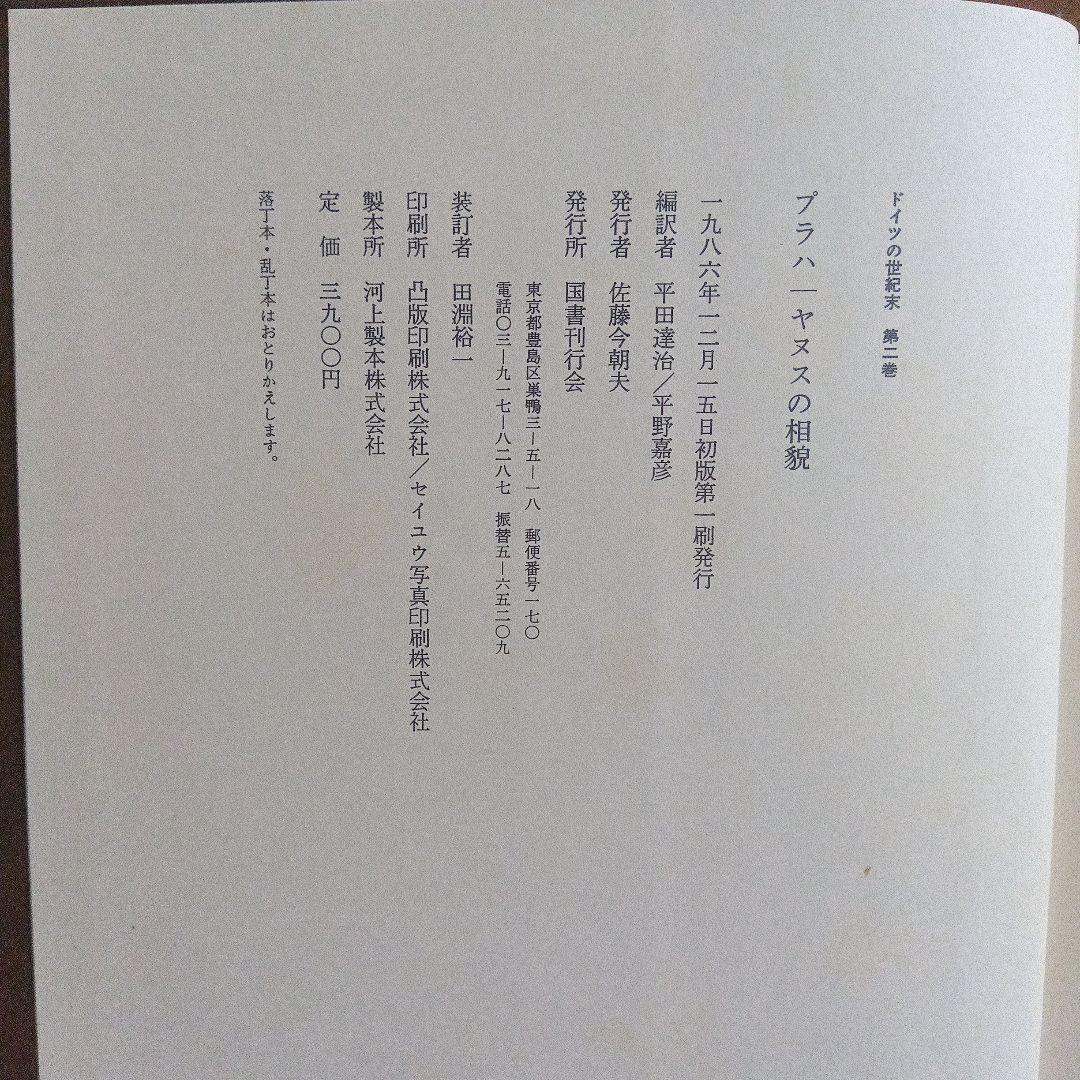 ドイツの世紀末　第二巻
プラハ―ヤヌスの相貌
一九八六年一二月一五日初版第一刷発行
編訳者　平田達治／平野嘉彦
発行者　佐藤今朝夫
発行所　国書刊行会
東京都豊島区巣鴨三―五―一八　郵便番号一七〇
電話〇三―九一七―八二八七　振替五―六五二〇九
装訂者　田淵裕一
印刷所　凸版印刷株式会社／セイユウ写真印刷株式会社
製本所　河上製本株式会社
定　価　三九〇〇円
落丁本・乱丁本はおとりかえします。